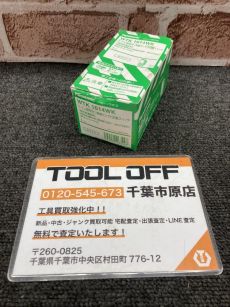 WTK 1614WK
TOOL OFF
0120-545-673 千葉市原店
工具買取強化中！！
新品・中古・ジャンク買取可能 宅配査定・出張査定・LINE査定
無料で査定いたします！
〒260-0825
千葉県千葉市中央区村田町 776-12